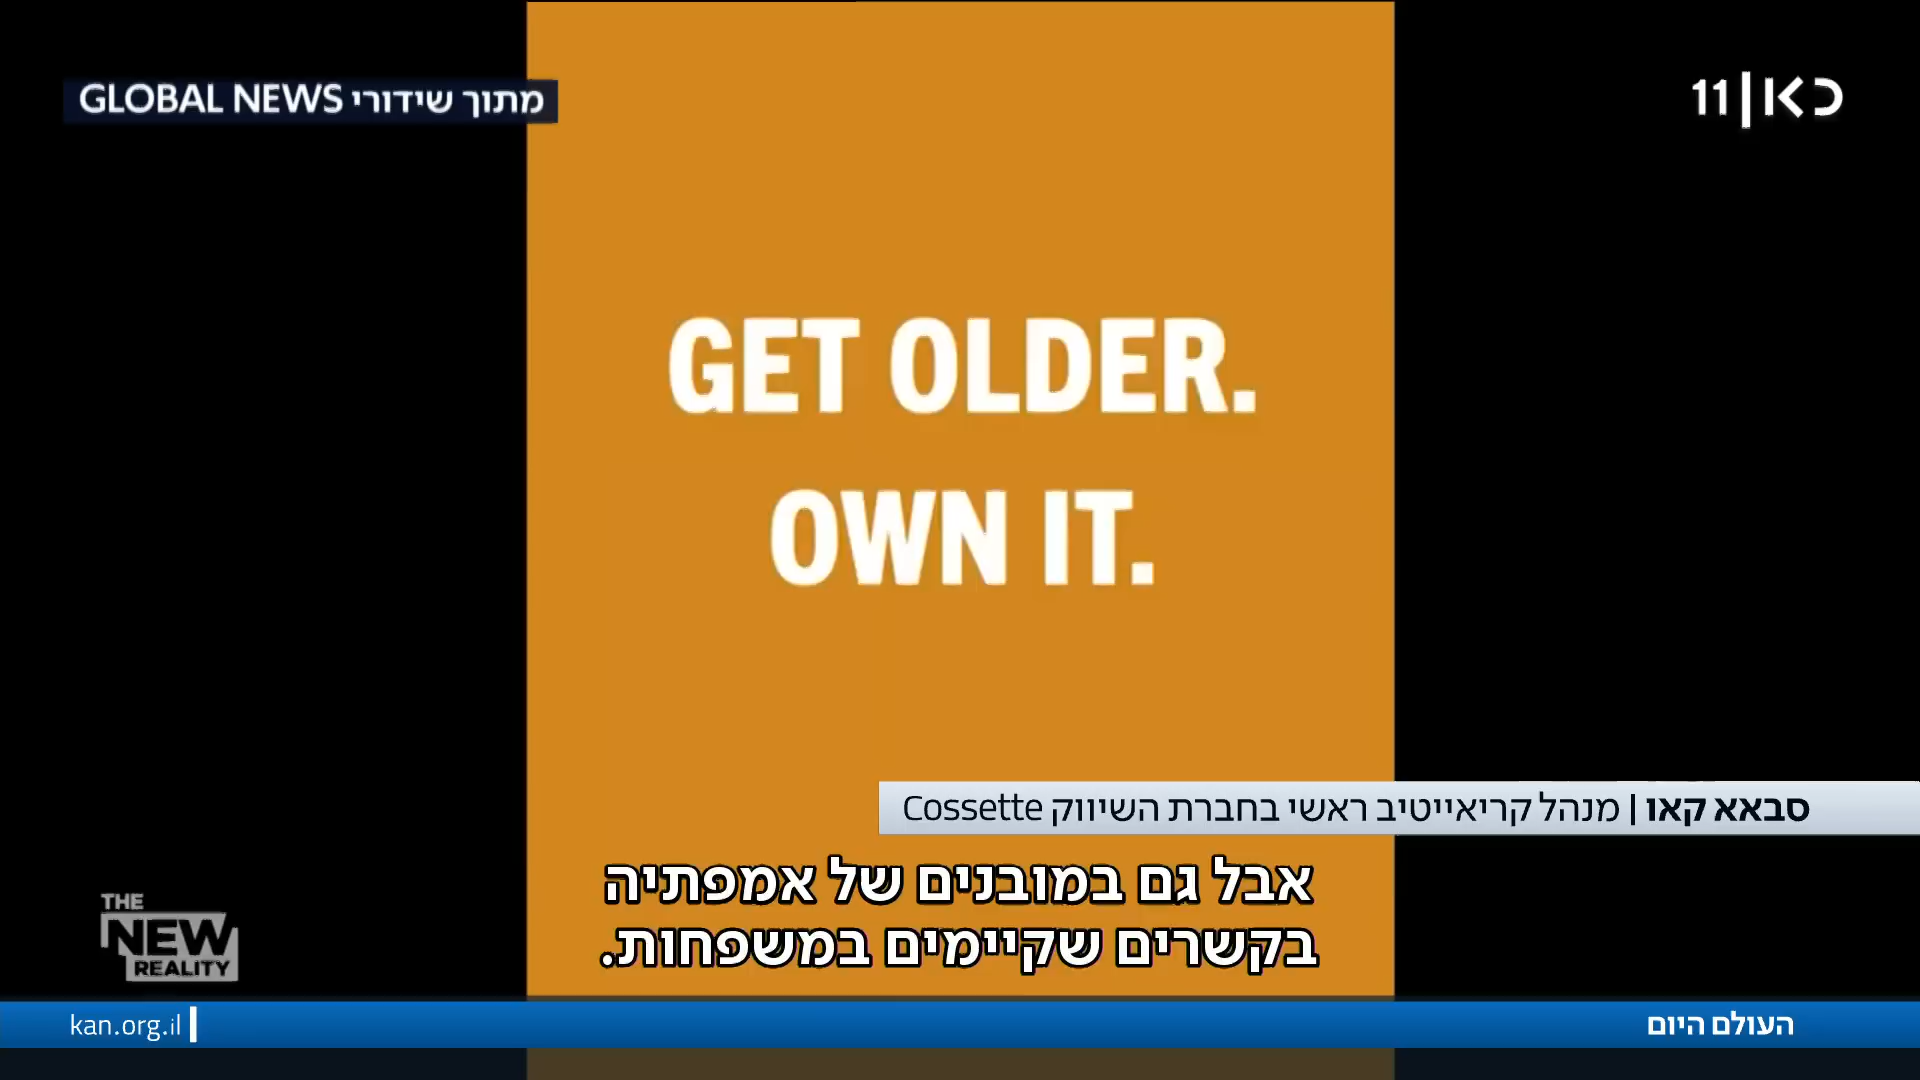 מתוך שידורי GLOBAL NEWS
כאן | 11
GET OLDER.
OWN IT.
סבאא קאו | מנהל קריאייטיב ראשי בחברת השיווק Cossette
אבל גם במובנים של אמפתיה
בקשרים שקיימים במשפחות.
THE
NEW
REALITY
kan.org.il
העולם היום